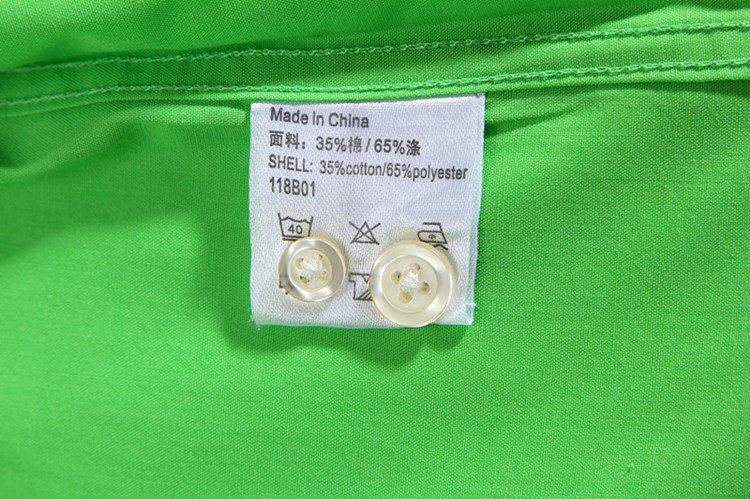 Made in China
面料: 35%棉/65%涤
SHELL: 35%cotton/65%polyester
118B01
40